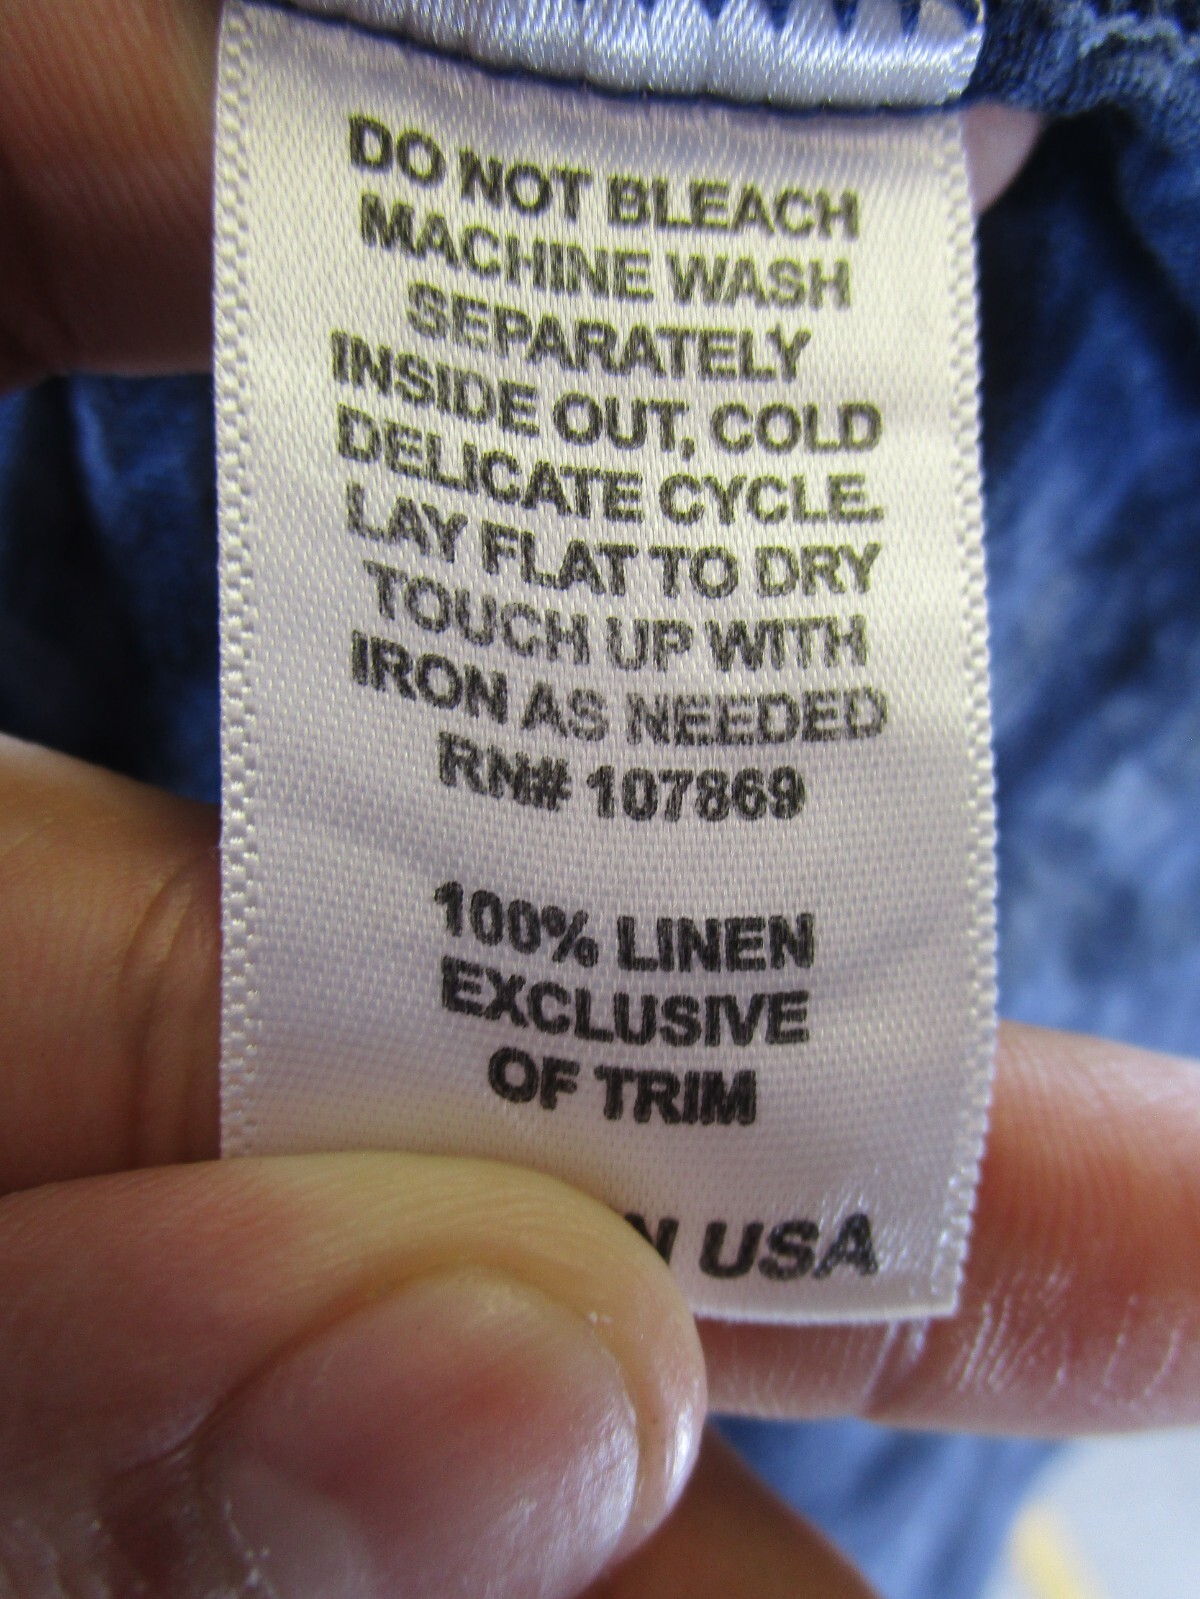 DO NOT BLEACH
MACHINE WASH
SEPARATELY
INSIDE OUT, COLD
DELICATE CYCLE.
LAY FLAT TO DRY
TOUCH UP WITH
IRON AS NEEDED
RN# 107869
100% LINEN
EXCLUSIVE
OF TRIM
USA